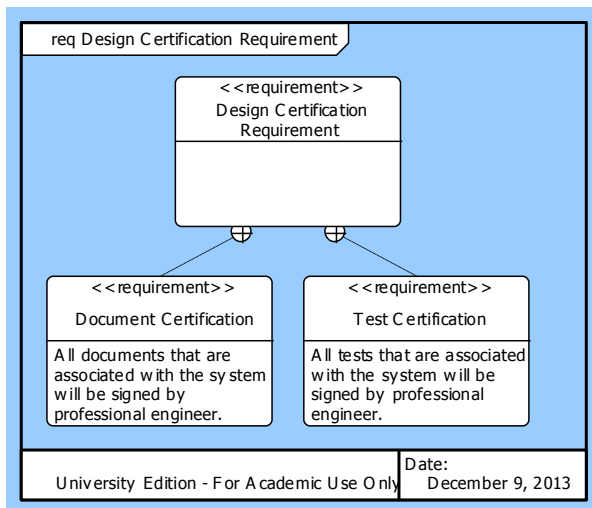 req Design Certification Requirement
<<requirement>>
Design Certification
Requirement
<<requirement>>
Document Certification
All documents that are
associated with the system
will be signed by
professional engineer.
<<requirement>>
Test Certification
All tests that are associated
with the system will be
signed by professional
engineer.
University Edition - For Academic Use Only
Date:
December 9, 2013